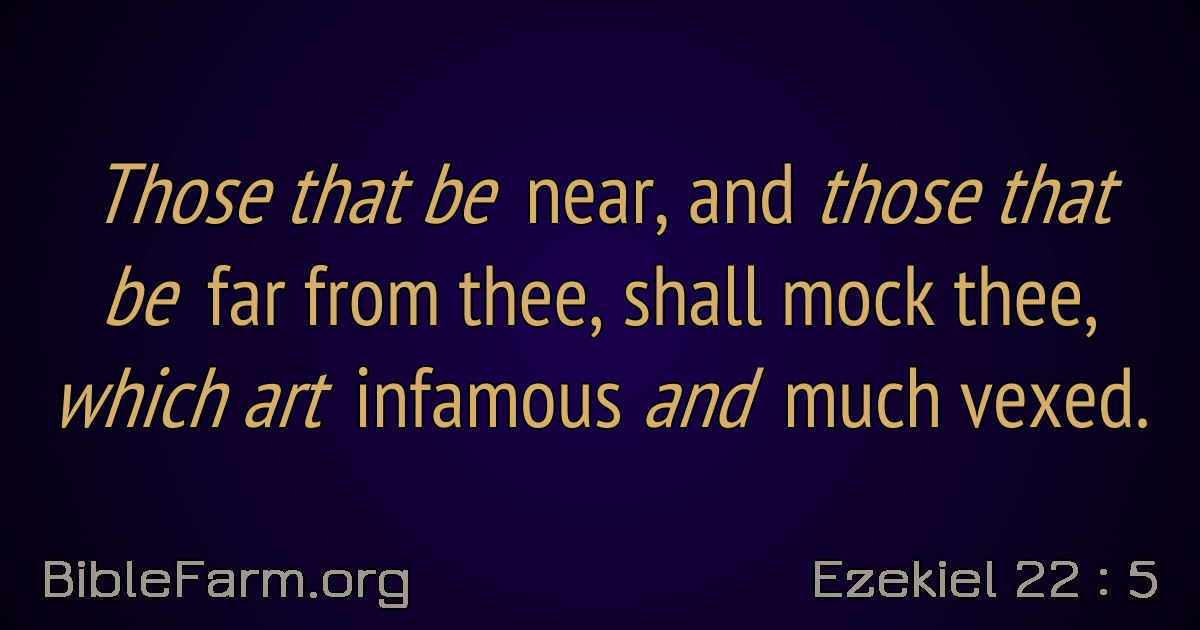 Those that be near, and those that
be far from thee, shall mock thee,
which art infamous and much vexed.
BibleFarm.org
Ezekiel 22 : 5